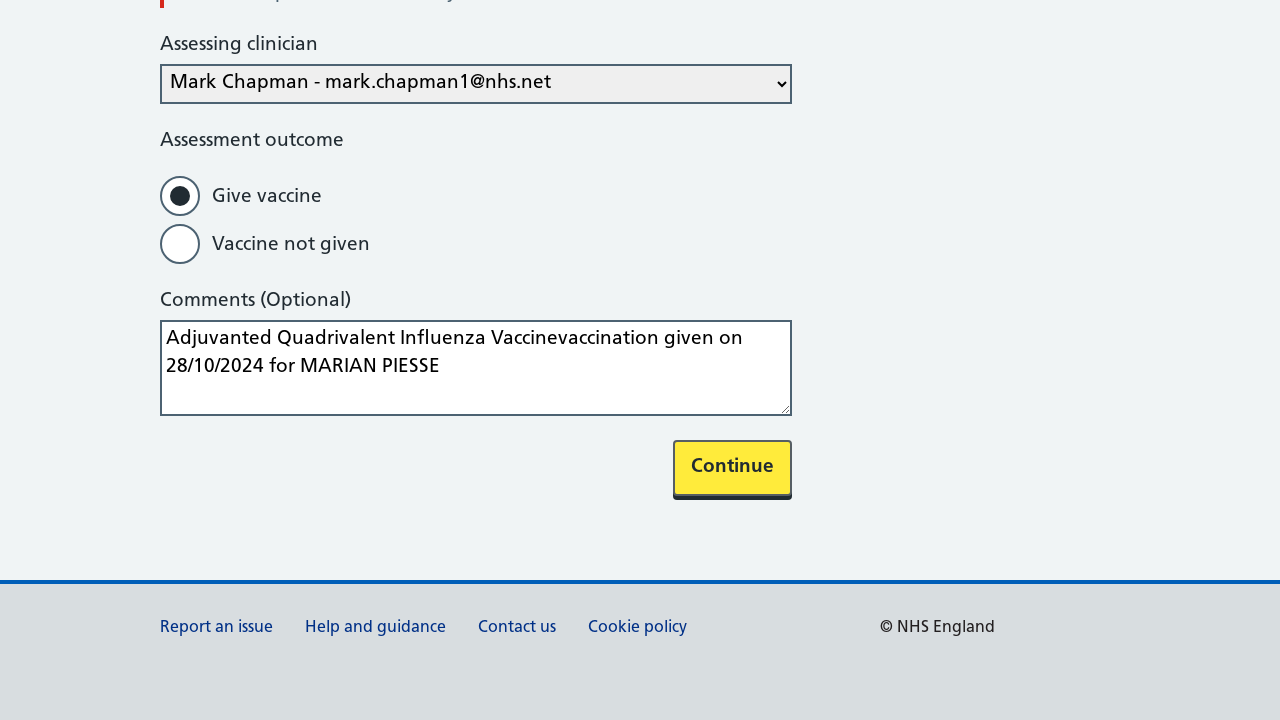 Assessing clinician
Mark Chapman - mark.chapman1@nhs.net
Assessment outcome
Give vaccine
Vaccine not given
Comments (Optional)
Adjuvanted Quadrivalent Influenza Vaccinevaccination given on
28/10/2024 for MARIAN PIESSE
Continue
Report an issue
Help and guidance
Contact us
Cookie policy
© NHS England